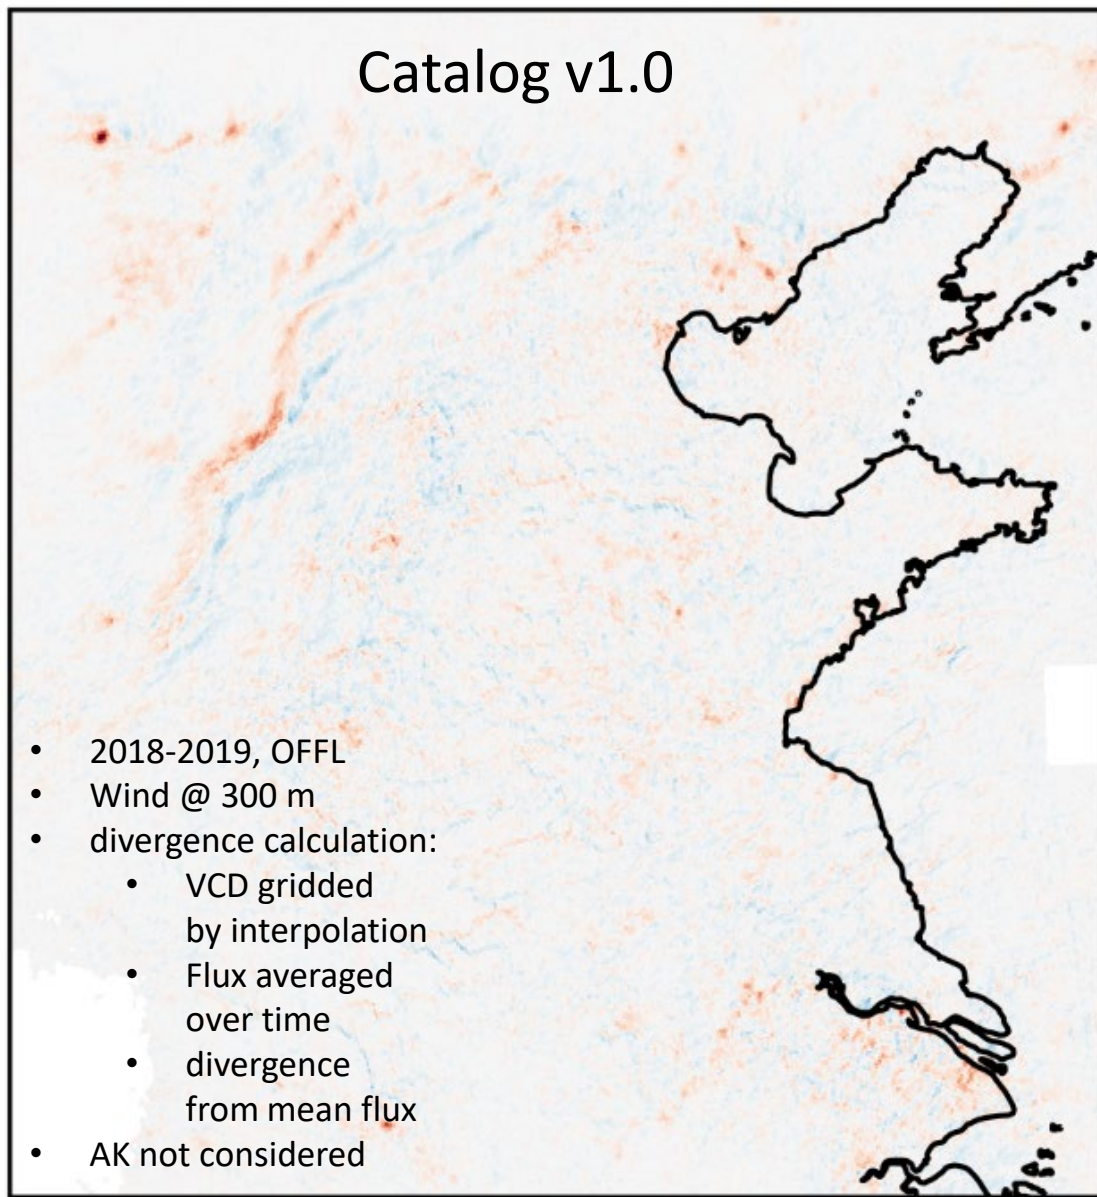 Catalog v1.0
• 2018-2019, OFFL
• Wind @ 300 m
• divergence calculation:
• VCD gridded
by interpolation
• Flux averaged
over time
• divergence
from mean flux
• AK not considered